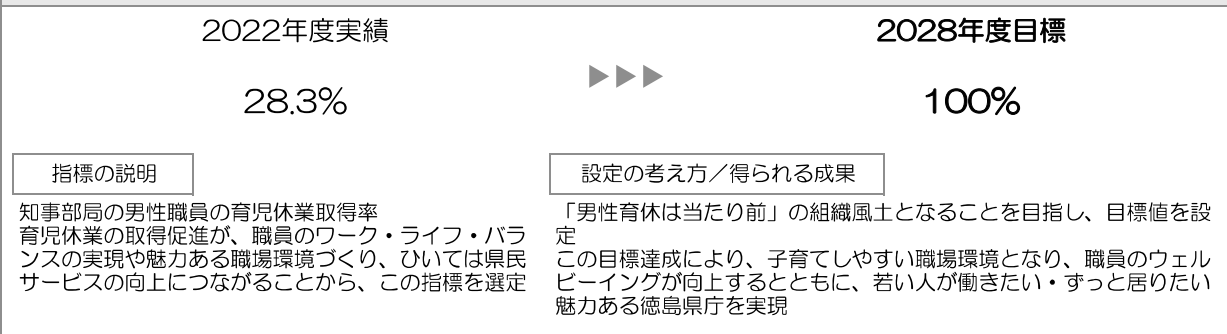 2022年度実績
28.3%
▶▶▶
2028年度目標
100%
指標の説明
知事部局の男性職員の育児休業取得率
育児休業の取得促進が、職員のワーク・ライフ・バラ
ンスの実現や魅力ある職場環境づくり、ひいては県民
サービスの向上につながることから、この指標を選定
設定の考え方／得られる成果
「男性育休は当たり前」の組織風土となることを目指し、目標値を設
定
この目標達成により、子育てしやすい職場環境となり、職員のウェル
ビーイングが向上するとともに、若い人が働きたい・ずっと居りたい
魅力ある徳島県庁を実現